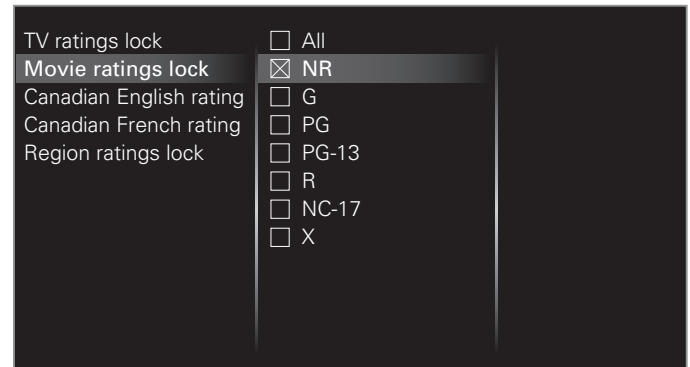 TV ratings lock
Movie ratings lock
Canadian English rating
Canadian French rating
Region ratings lock
All
NR
G
PG
PG-13
R
NC-17
X